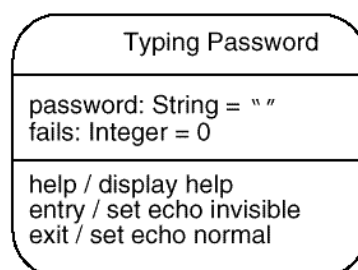 Typing Password
password: String = “ ”
fails: Integer = 0
help / display help
entry / set echo invisible
exit / set echo normal